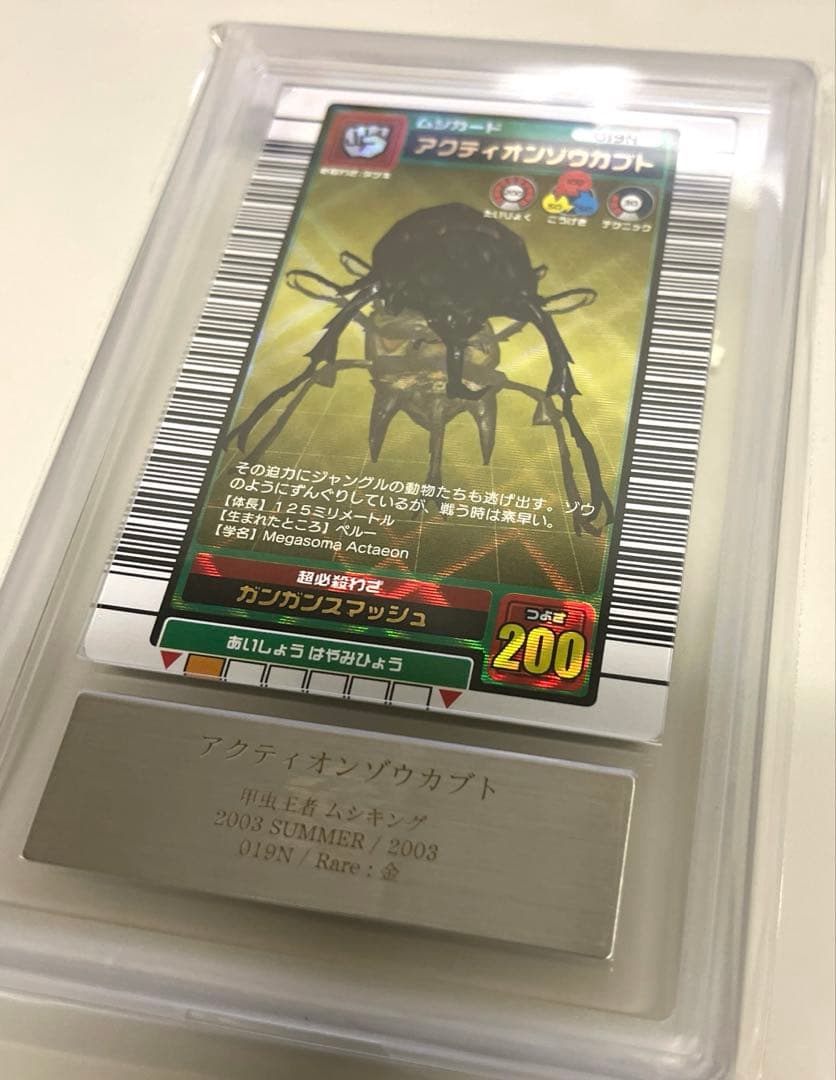 ムシカード
019N
アクティオンゾウカブト
200
30
たいりょく
こうげき
テクニック
その迫力にジャングルの動物たちも逃げ出す。ゾウ
のようにずんぐりしているが、戦う時は素早い。
【体長】125ミリメートル
【生まれたところ】ペルー
【学名】Megasoma Actaeon
超必殺わざ
ガンガンスマッシュ
つよさ
200
あいしょう はやみひょう
アクティオンゾウカブト
甲虫王者 ムシキング
2003 SUMMER / 2003
019N / Rare : 金